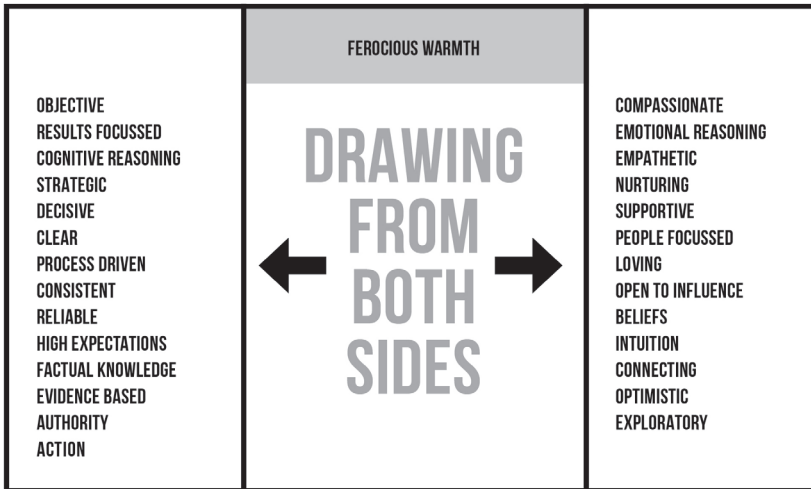 FEROCIOUS WARMTH
OBJECTIVE
RESULTS FOCUSSED
COGNITIVE REASONING
STRATEGIC
DECISIVE
CLEAR
PROCESS DRIVEN
CONSISTENT
RELIABLE
HIGH EXPECTATIONS
FACTUAL KNOWLEDGE
EVIDENCE BASED
AUTHORITY
ACTION
DRAWING
FROM
BOTH
SIDES
COMPASSIONATE
EMOTIONAL REASONING
EMPATHETIC
NURTURING
SUPPORTIVE
PEOPLE FOCUSSED
LOVING
OPEN TO INFLUENCE
BELIEFS
INTUITION
CONNECTING
OPTIMISTIC
EXPLORATORY